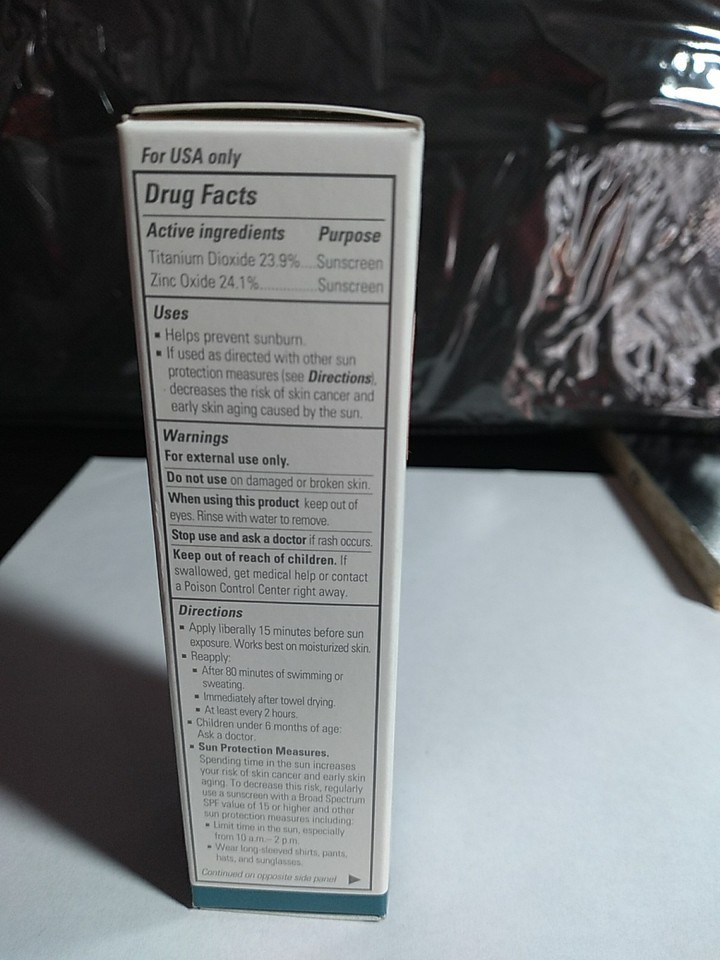 For USA only
Drug Facts
Active ingredients Purpose
Titanium Dioxide 23.9%....Sunscreen
Zinc Oxide 24.1%..............Sunscreen
Uses
▪ Helps prevent sunburn.
▪ If used as directed with other sun
protection measures (see Directions),
decreases the risk of skin cancer and
early skin aging caused by the sun.
Warnings
For external use only.
Do not use on damaged or broken skin.
When using this product keep out of
eyes. Rinse with water to remove.
Stop use and ask a doctor if rash occurs.
Keep out of reach of children. If
swallowed, get medical help or contact
a Poison Control Center right away.
Directions
▪ Apply liberally 15 minutes before sun
exposure. Works best on moisturized skin.
▪ Reapply:
▪ After 80 minutes of swimming or
sweating.
▪ Immediately after towel drying.
▪ At least every 2 hours.
▪ Children under 6 months of age:
Ask a doctor.
▪ Sun Protection Measures.
Spending time in the sun increases
your risk of skin cancer and early skin
aging. To decrease this risk, regularly
use a sunscreen with a Broad Spectrum
SPF value of 15 or higher and other
sun protection measures including:
▪ Limit time in the sun, especially
from 10 a.m.– 2 p.m.
▪ Wear long-sleeved shirts, pants,
hats, and sunglasses.
Continued on opposite side panel ▶